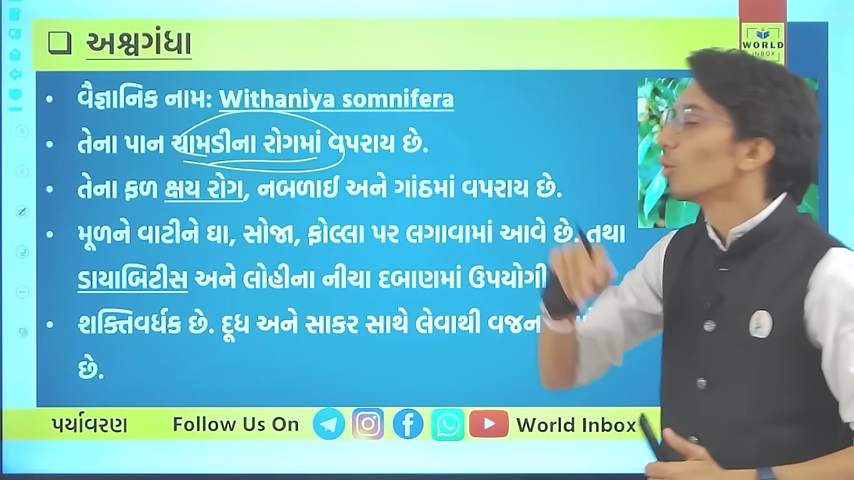 WORLD
INBOX
❑ અશ્વગંધા
• વૈજ્ઞાનિક નામ: Withaniya somnifera
• તેના પાન ચામડીના રોગમાં વપરાય છે.
• તેના ફળ ક્ષય રોગ, નબળાઈ અને ગાંઠમાં વપરાય છે.
• મૂળને વાટીને ઘા, સોજા, ફોલ્લા પર લગાવામાં આવે છે. તથા
ડાયાબિટીસ અને લોહીના નીચા દબાણમાં ઉપયોગી
• શક્તિવર્ધક છે. દૂધ અને સાકર સાથે લેવાથી વજન
છે.
પર્યાવરણ Follow Us On World Inbox